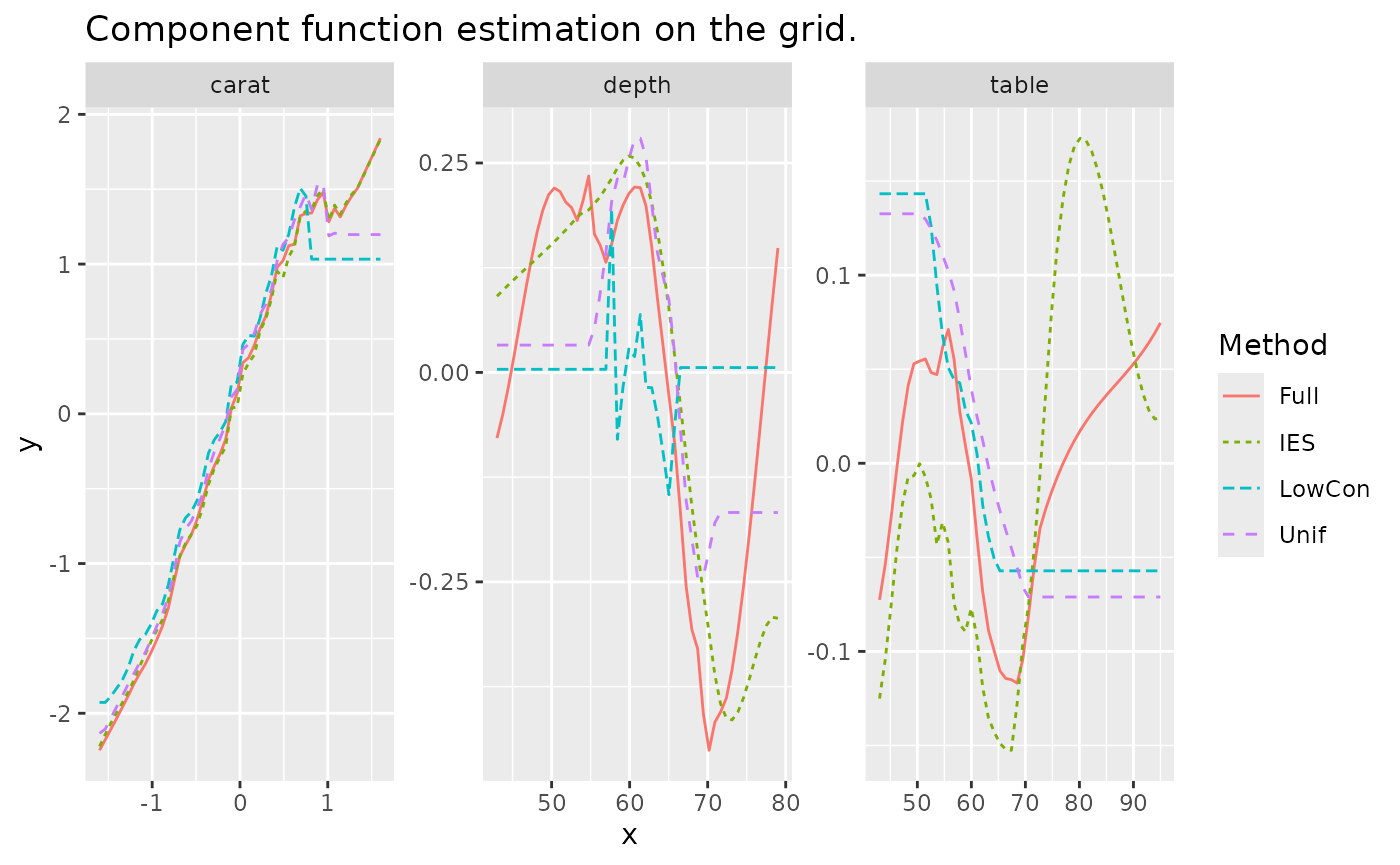 Component function estimation on the grid.
carat
depth
table
2
1
0
-1
-2
0.25
0.00
-0.25
0.1
0.0
-0.1
-1 0 1
50 60 70 80
50 60 70 80 90
x
y
Method
Full
IES
LowCon
Unif